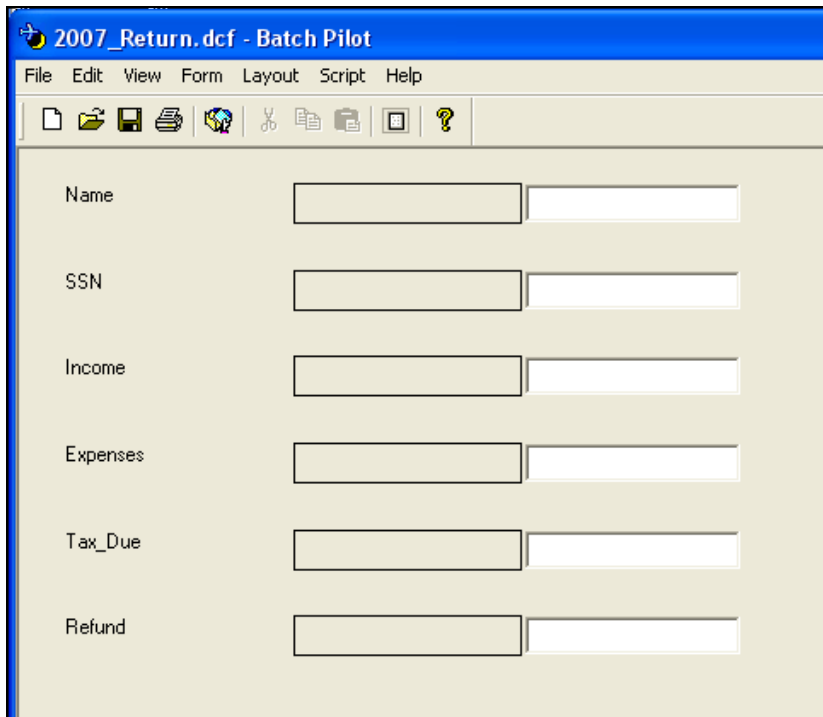 2007_Return.dcf - Batch Pilot
File Edit View Form Layout Script Help
Name
SSN
Income
Expenses
Tax_Due
Refund